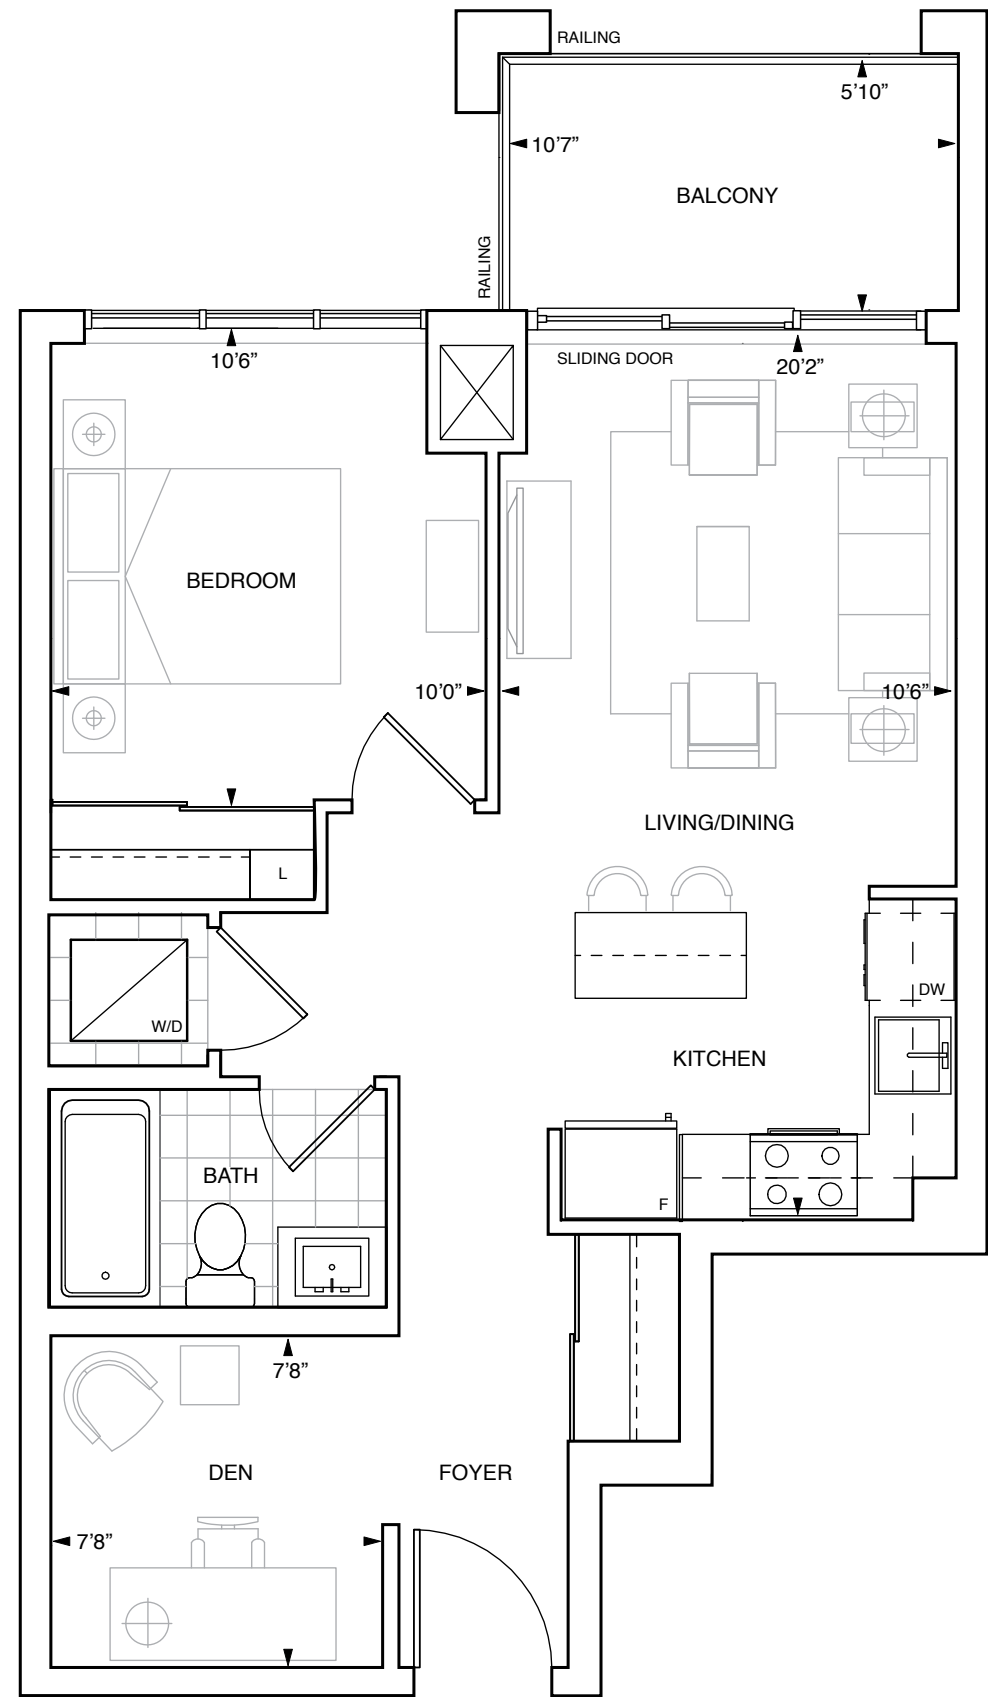 RAILING
5'10”
10'7”
BALCONY
RAILING
10'6”
SLIDING DOOR
20'2”
BEDROOM
10'0”
10'6”
LIVING/DINING
L
DW
W/D
KITCHEN
BATH
F
7'8”
DEN
FOYER
7'8”